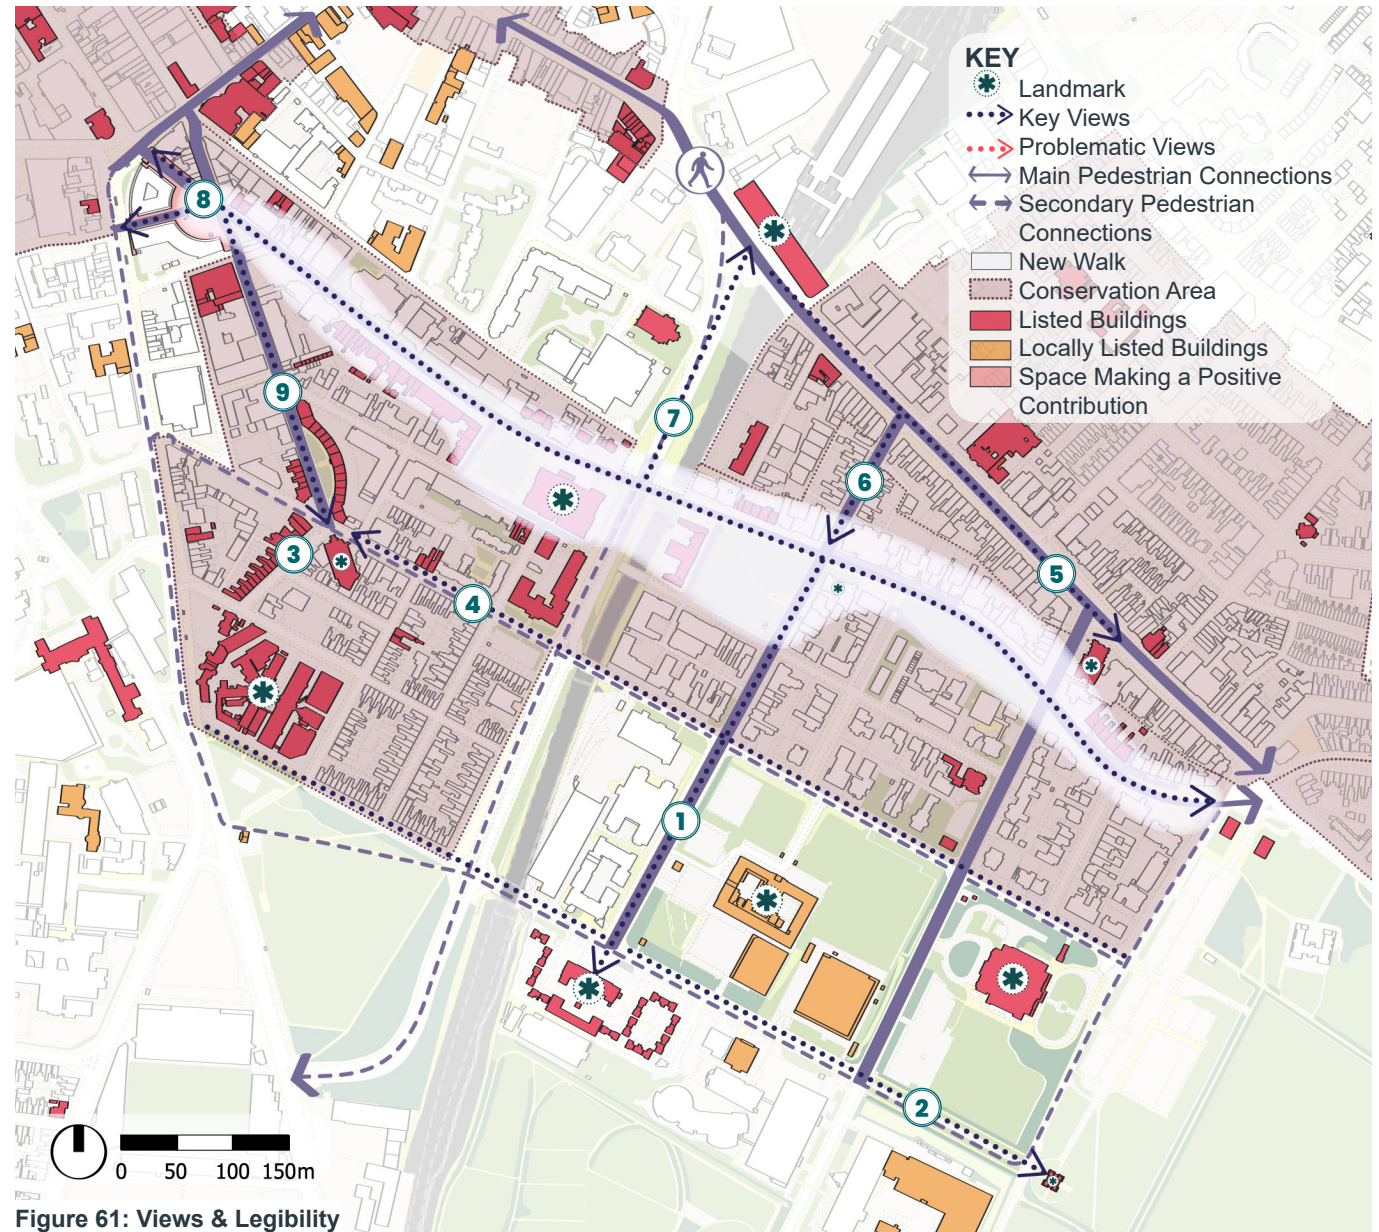 KEY
Landmark
Key Views
Problematic Views
Main Pedestrian Connections
Secondary Pedestrian
Connections
New Walk
Conservation Area
Listed Buildings
Locally Listed Buildings
Space Making a Positive
Contribution
8
9
7
6
3
4
5
1
2
0 50 100 150m
Figure 61: Views & Legibility